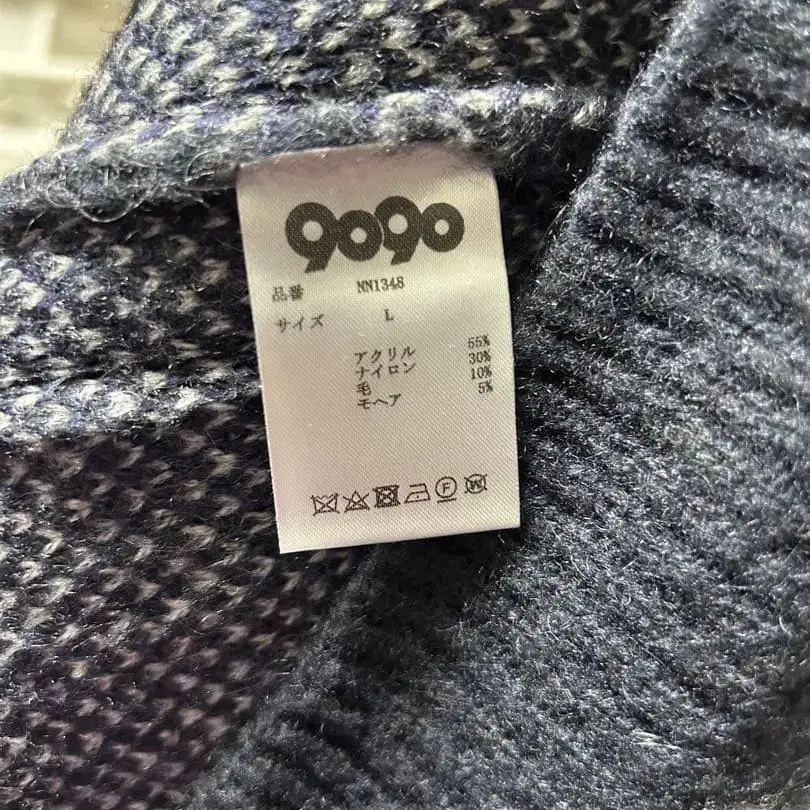 9090
品番 NN1348
サイズ L
アクリル 55%
ナイロン 30%
毛 10%
モヘア 5%
F
W